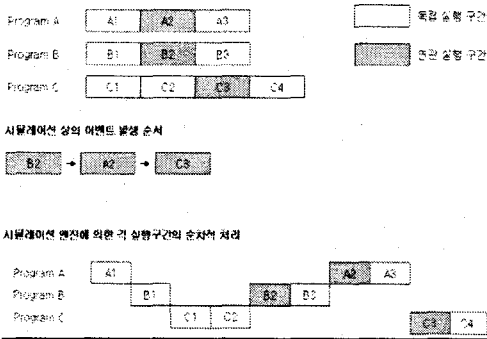 Program A A1 A2 A3 독립 실행 구간
Program B B1 B2 B3 연관 실행 구간
Program C C1 C2 C3 C4
시뮬레이션 상의 이벤트 발생 순서
B2 → A2 → C3
시뮬레이션 엔진에 의한 각 실행구간의 순차적 처리
Program A A1 A2 A3
Program B B1 B2 B3
Program C C1 C2 C3 C4